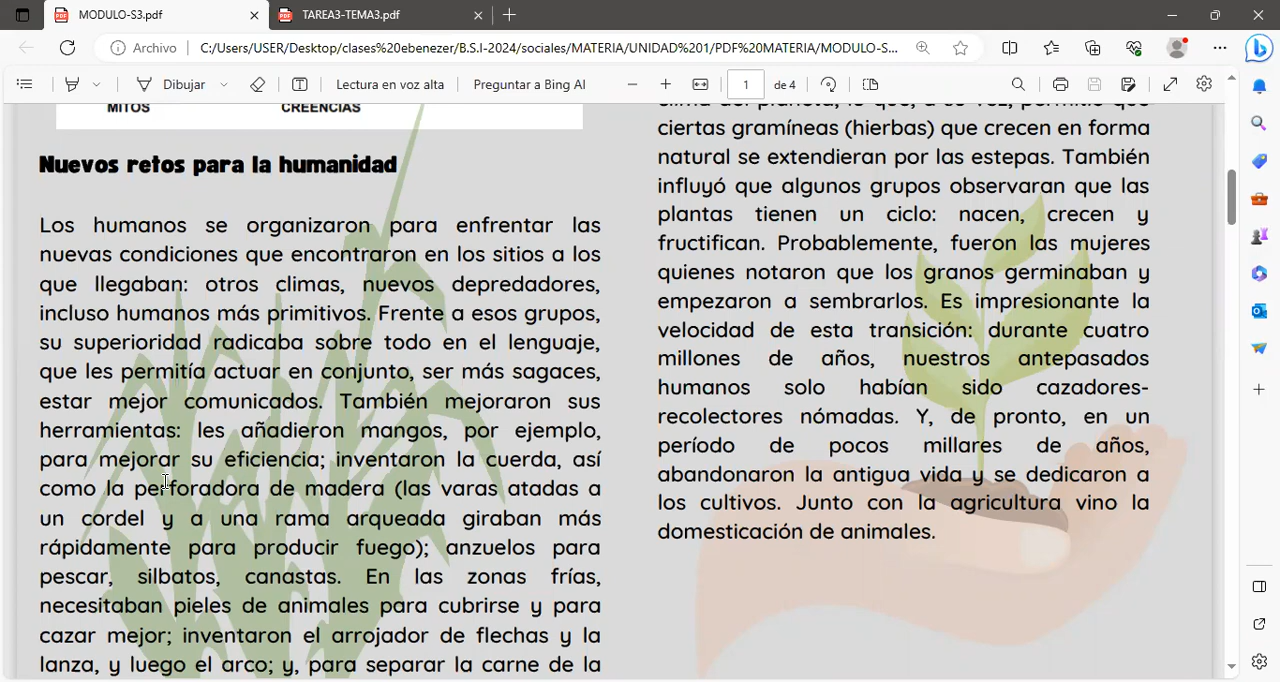 MODULO-S3.pdf
TAREA3-TEMA3.pdf
Archivo
C:/Users/USER/Desktop/clases%20ebenezer/B.S.I-2024/sociales/MATERIA/UNIDAD%201/PDF%20MATERIA/MODULO-S...
Dibujar
Lectura en voz alta
Preguntar a Bing AI
1
de 4
MITOS
CREENCIAS
Nuevos retos para la humanidad
Los humanos se organizaron para enfrentar las
nuevas condiciones que encontraron en los sitios a los
que llegaban: otros climas, nuevos depredadores,
incluso humanos más primitivos. Frente a esos grupos,
su superioridad radicaba sobre todo en el lenguaje,
que les permitía actuar en conjunto, ser más sagaces,
estar mejor comunicados. También mejoraron sus
herramientas: les añadieron mangos, por ejemplo,
para mejorar su eficiencia; inventaron la cuerda, así
como la perforadora de madera (las varas atadas a
un cordel y a una rama arqueada giraban más
rápidamente para producir fuego); anzuelos para
pescar, silbatos, canastas. En las zonas frías,
necesitaban pieles de animales para cubrirse y para
cazar mejor; inventaron el arrojador de flechas y la
lanza, y luego el arco; y, para separar la carne de la
clima del planeta, lo que, a su vez, permitió que
ciertas gramíneas (hierbas) que crecen en forma
natural se extendieran por las estepas. También
influyó que algunos grupos observaran que las
plantas tienen un ciclo: nacen, crecen y
fructifican. Probablemente, fueron las mujeres
quienes notaron que los granos germinaban y
empezaron a sembrarlos. Es impresionante la
velocidad de esta transición: durante cuatro
millones de años, nuestros antepasados
humanos solo habían sido cazadores-
recolectores nómadas. Y, de pronto, en un
período de pocos millares de años,
abandonaron la antigua vida y se dedicaron a
los cultivos. Junto con la agricultura vino la
domesticación de animales.